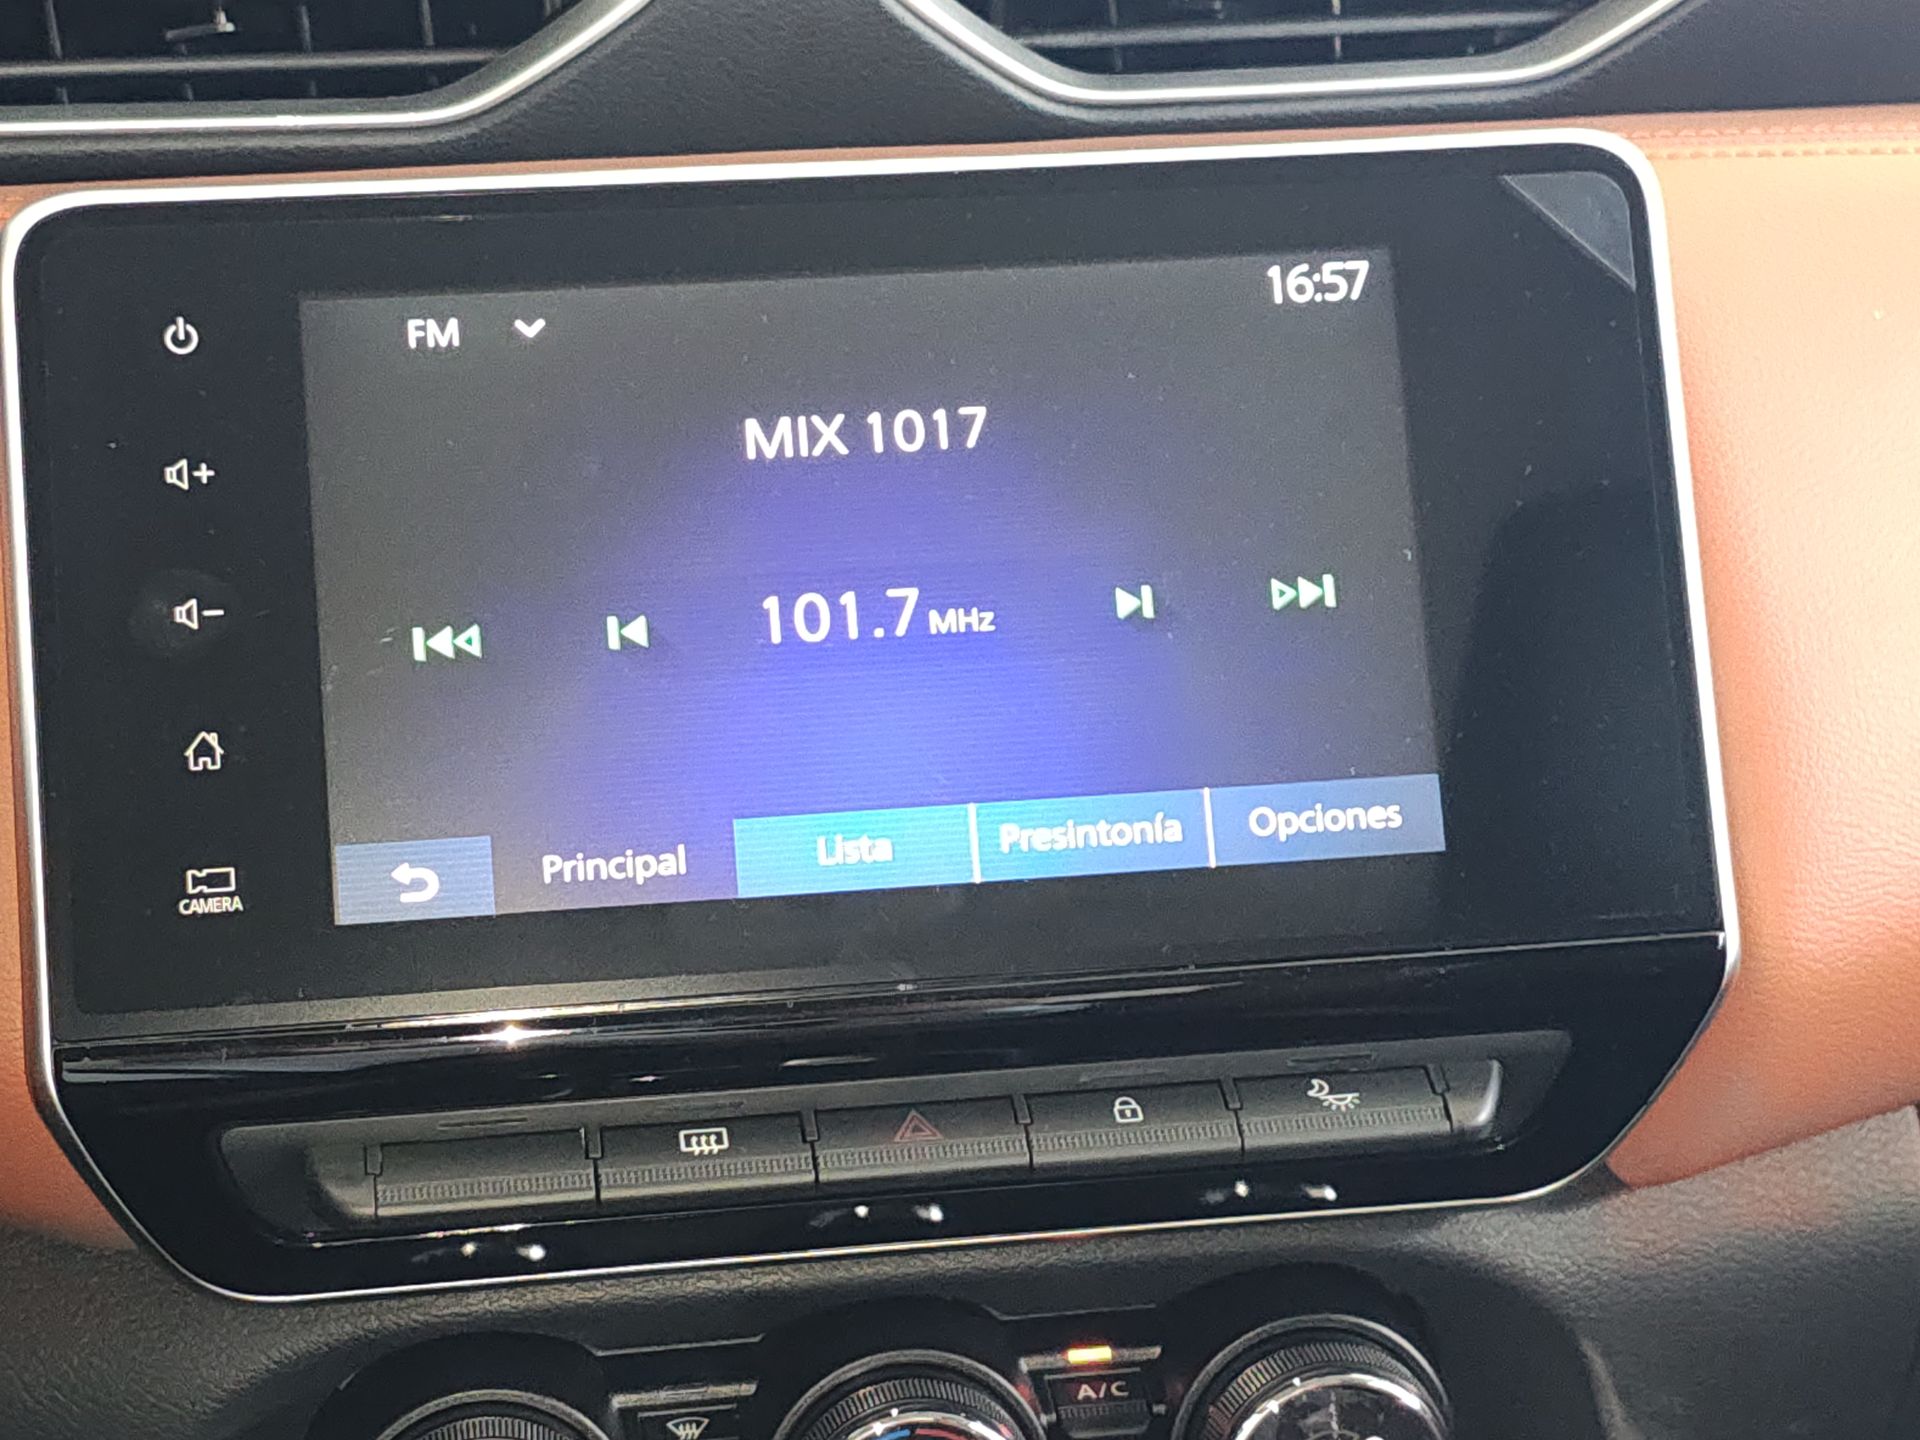 16:57
FM
MIX 1017
101.7 MHz
Principal
Lista
Presintonía
Opciones
CAMERA
A/C